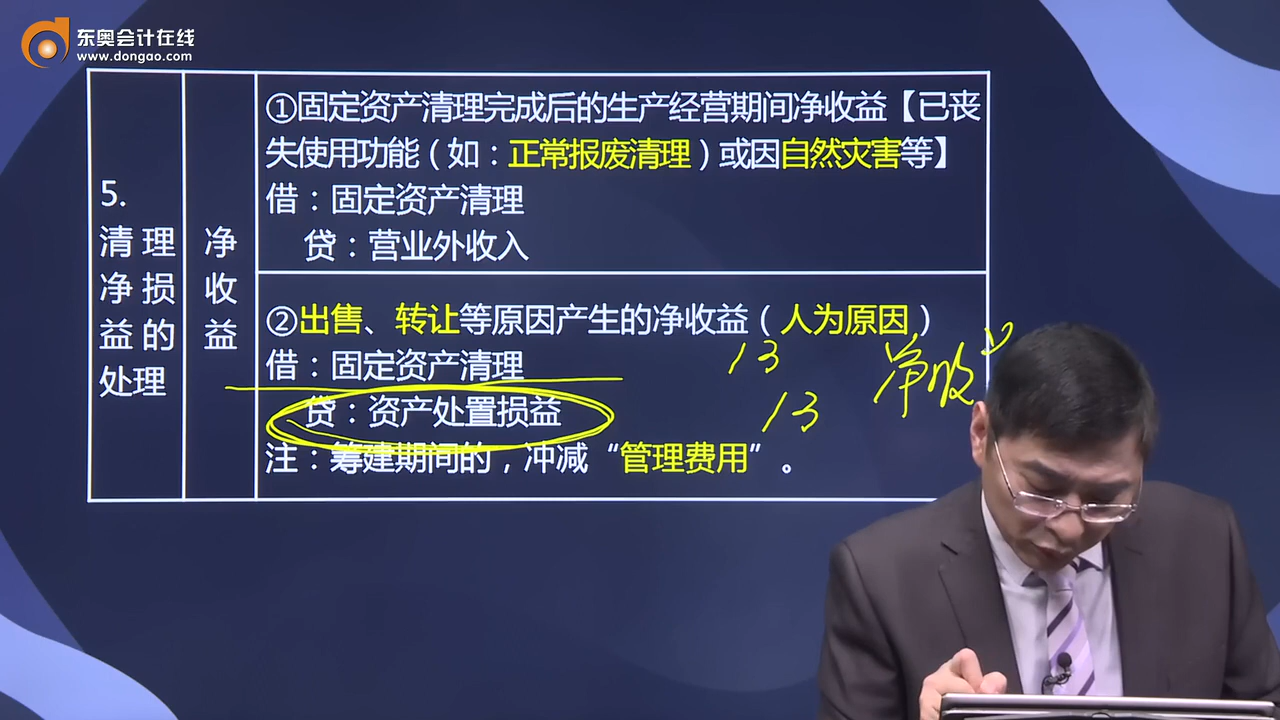 东奥会计在线
www.dongao.com
5.
清理
净损
益的
处理
净
收
益
①固定资产清理完成后的生产经营期间净收益【已丧
失使用功能（如：正常报废清理）或因自然灾害等】
借：固定资产清理
贷：营业外收入
②出售、转让等原因产生的净收益（人为原因）
借：固定资产清理
贷：资产处置损益
注：筹建期间的，冲减“管理费用”。
13
13
净收